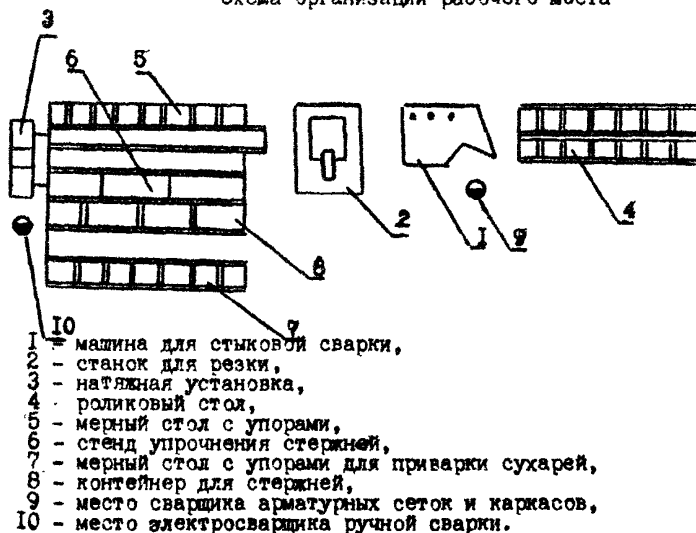 Схема организации рабочего места
3
6
5
2
1
9
4
8
7
10
1 - машина для стыковой сварки,
2 - станок для резки,
3 - натяжная установка,
4 роликовый стол,
5 - мерный стол с упорами,
6 - стенд упрочнения стержней,
7 - мерный стол с упорами для приварки сухарей,
8 - контейнер для стержней,
9 - место сварщика арматурных сеток и каркасов,
10 - место электросварщика ручной сварки.